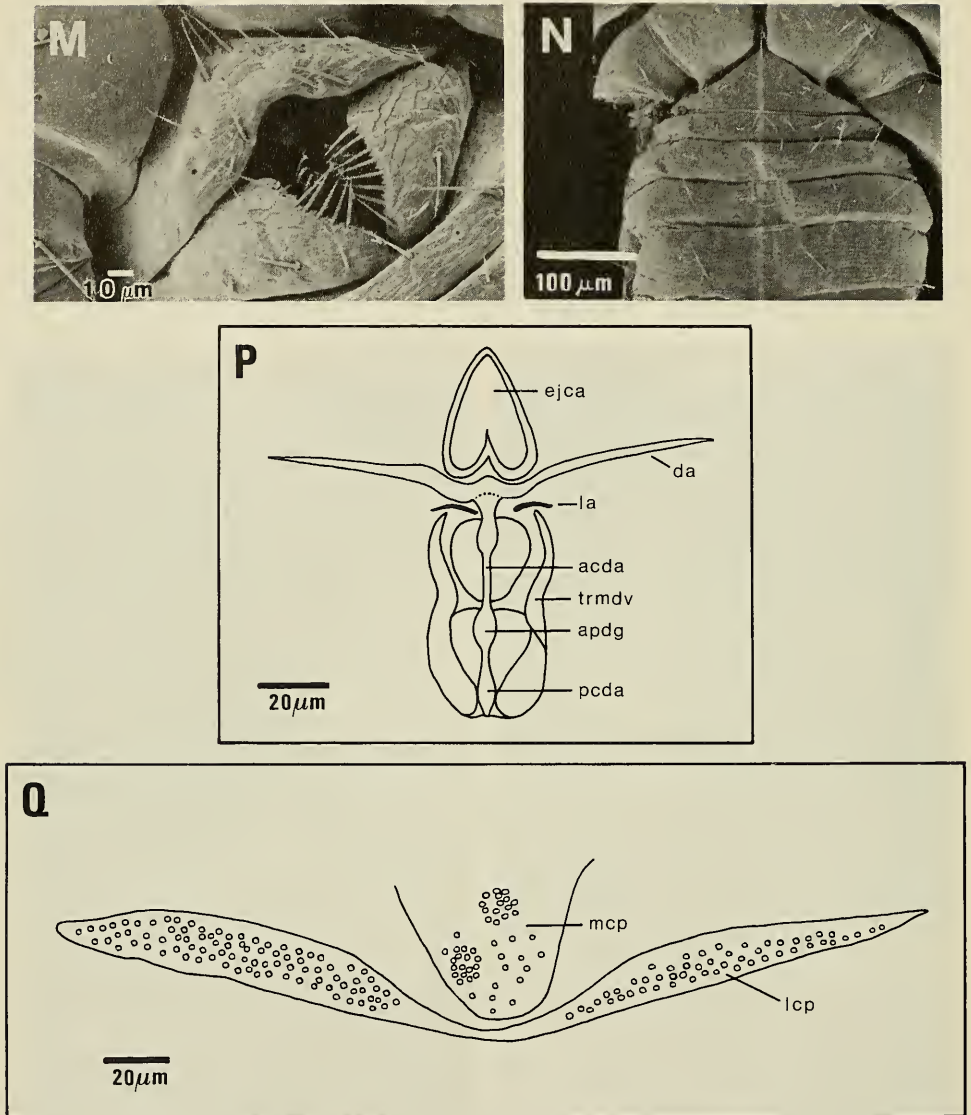 M
10 µm
N
100 µm
P
ejca
da
la
acda
trmdv
apdg
pcda
20µm
Q
mcp
lcp
20µm